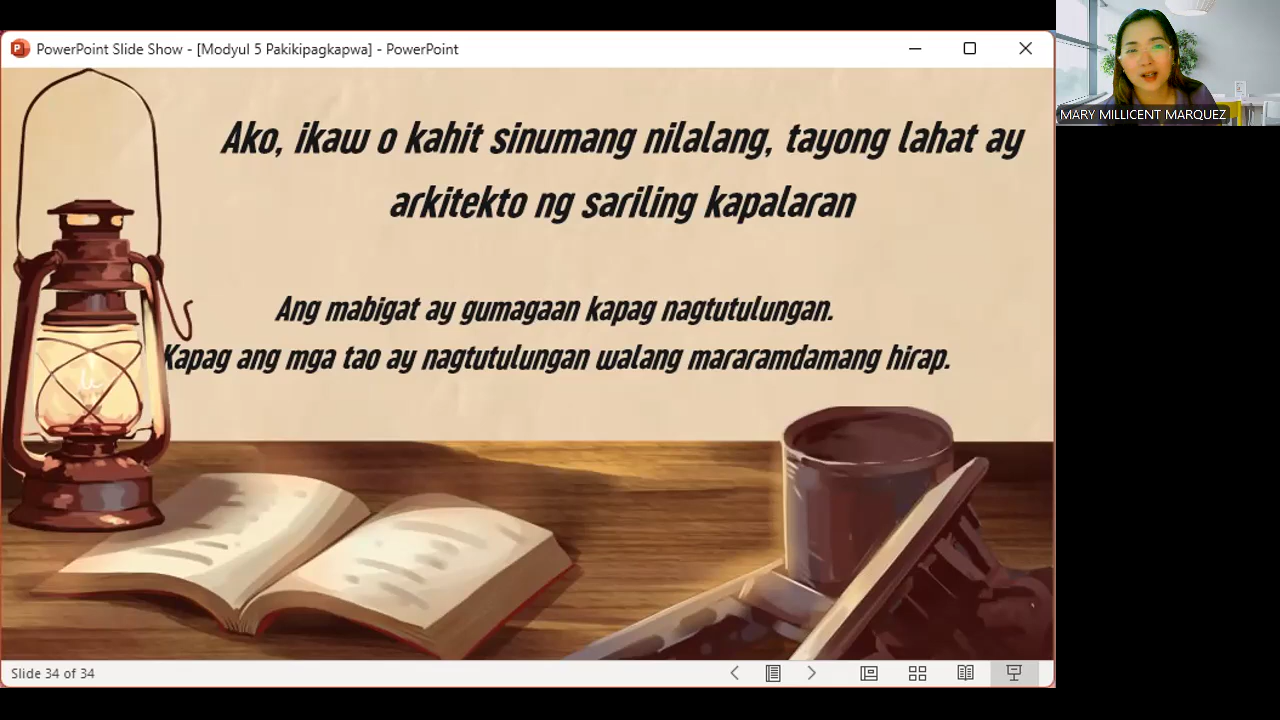 PowerPoint Slide Show - [Modyul 5 Pakikipagkapwa] - PowerPoint
MARY MILLICENT MARQUEZ
Ako, ikaw o kahit sinumang nilalang, tayong lahat ay
arkitekto ng sariling kapalaran
Ang mabigat ay gumagaan kapag nagtutulungan.
Kapag ang mga tao ay nagtutulungan walang mararamdamang hirap.
Slide 34 of 34